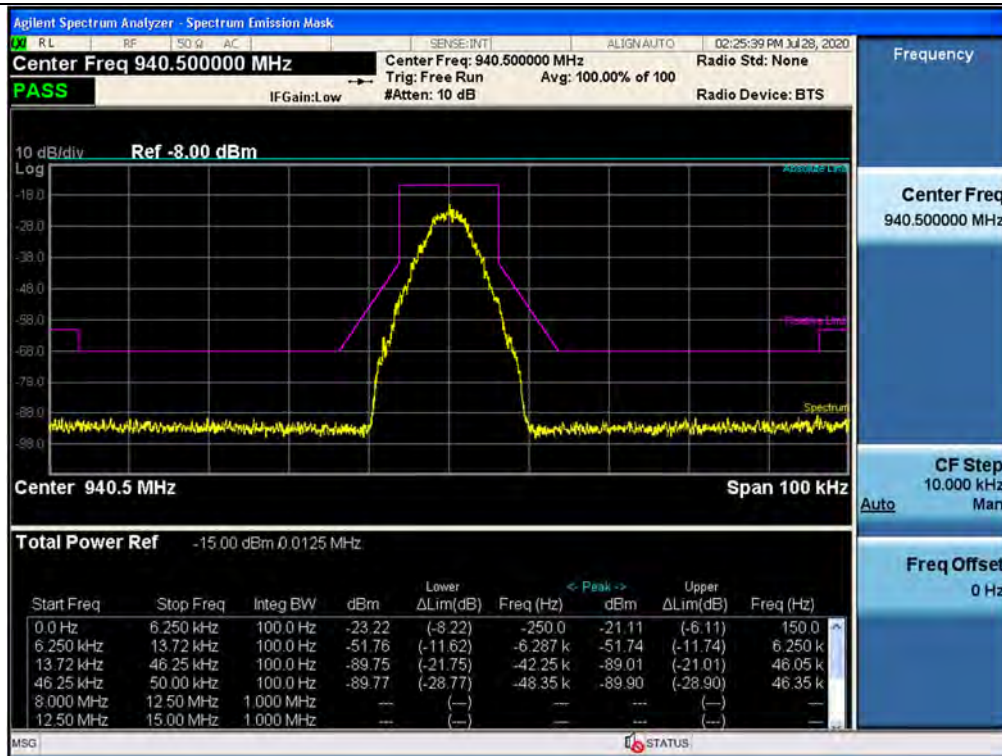 Agilent Spectrum Analyzer - Spectrum Emission Mask
LXI RL RF 50 Ω AC SENSE:INT ALIGN AUTO 02:25:39 PM Jul 28, 2020
Center Freq 940.500000 MHz
Center Freq: 940.500000 MHz
Radio Std: None
Trig: Free Run Avg: 100.00% of 100
PASS
IFGain:Low
#Atten: 10 dB
Radio Device: BTS
10 dB/div Ref -8.00 dBm
Log
Absolute Limit
-18.0
-28.0
-38.0
-48.0
-58.0
Relative Limit
-68.0
-78.0
-88.0
Spectrum
-98.0
Center 940.5 MHz
Span 100 kHz
Total Power Ref -15.00 dBm / 0.0125 MHz
Lower <- Peak -> Upper
Start Freq Stop Freq Integ BW dBm ΔLim(dB) Freq (Hz) dBm ΔLim(dB) Freq (Hz)
0.0 Hz 6.250 kHz 100.0 Hz -23.22 (-8.22) -250.0 -21.11 (-6.11) 150.0
6.250 kHz 13.72 kHz 100.0 Hz -51.76 (-11.62) -6.287 k -51.74 (-11.74) 6.250 k
13.72 kHz 46.25 kHz 100.0 Hz -89.75 (-21.75) -42.25 k -89.01 (-21.01) 46.05 k
46.25 kHz 50.00 kHz 100.0 Hz -89.77 (-28.77) -48.35 k -89.90 (-28.90) 46.35 k
8.000 MHz 12.50 MHz 1.000 MHz --- (---) --- --- (---) ---
12.50 MHz 15.00 MHz 1.000 MHz --- (---) --- --- (---) ---
MSG
STATUS
Frequency
Center Freq
940.500000 MHz
CF Step
10.000 kHz
Auto Man
Freq Offset
0 Hz